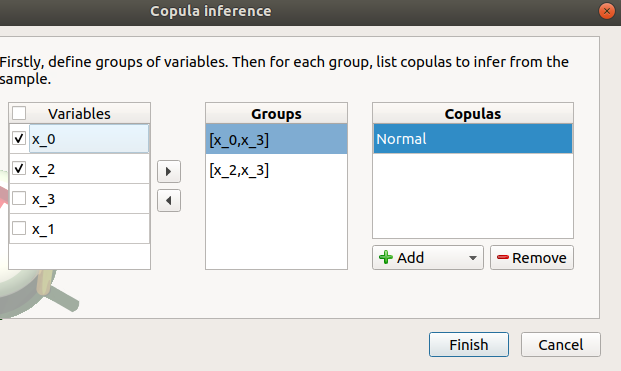 Copula inference
Firstly, define groups of variables. Then for each group, list copulas to infer from the
sample.
Variables
x_0
x_2
x_3
x_1
Groups
[x_0,x_3]
[x_2,x_3]
Copulas
Normal
Add
Remove
Finish
Cancel